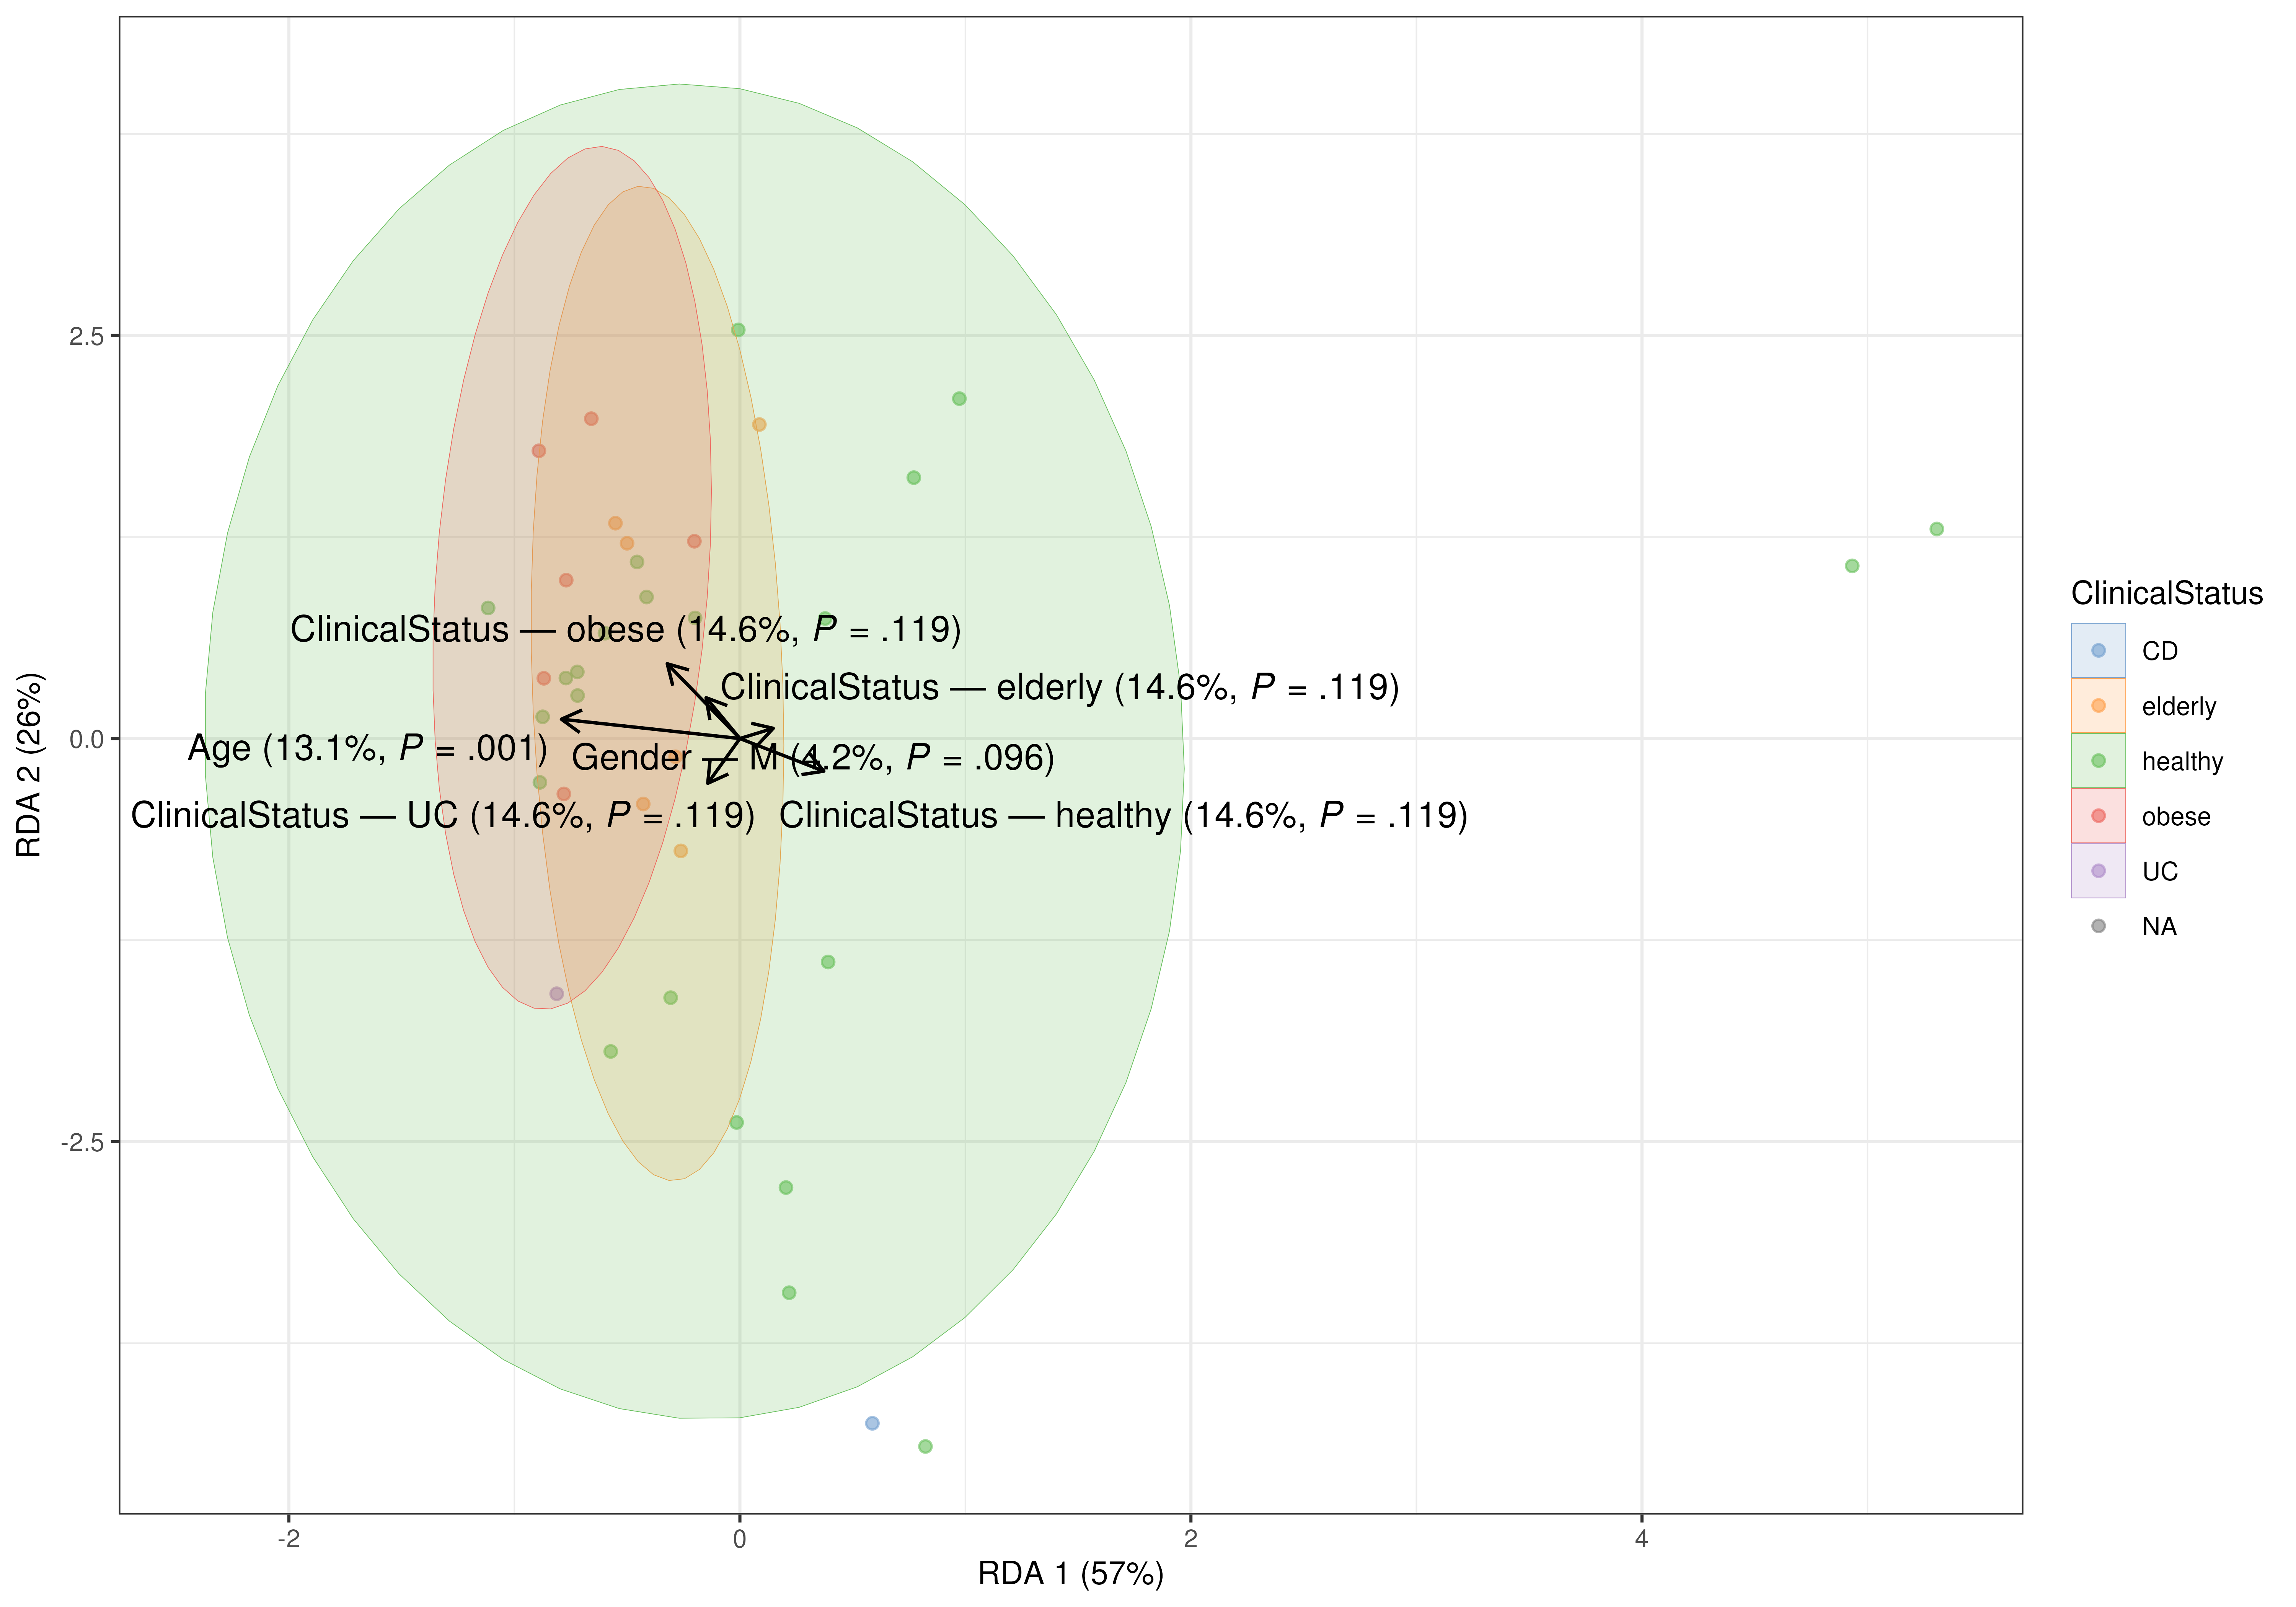 2.5
0.0
-2.5
RDA 2 (26%)
ClinicalStatus — obese (14.6%, P = .119)
ClinicalStatus — elderly (14.6%, P = .119)
Age (13.1%, P = .001)
Gender — M (4.2%, P = .096)
ClinicalStatus — UC (14.6%, P = .119)
ClinicalStatus — healthy (14.6%, P = .119)
-2
0
2
4
RDA 1 (57%)
ClinicalStatus
CD
elderly
healthy
obese
UC
NA